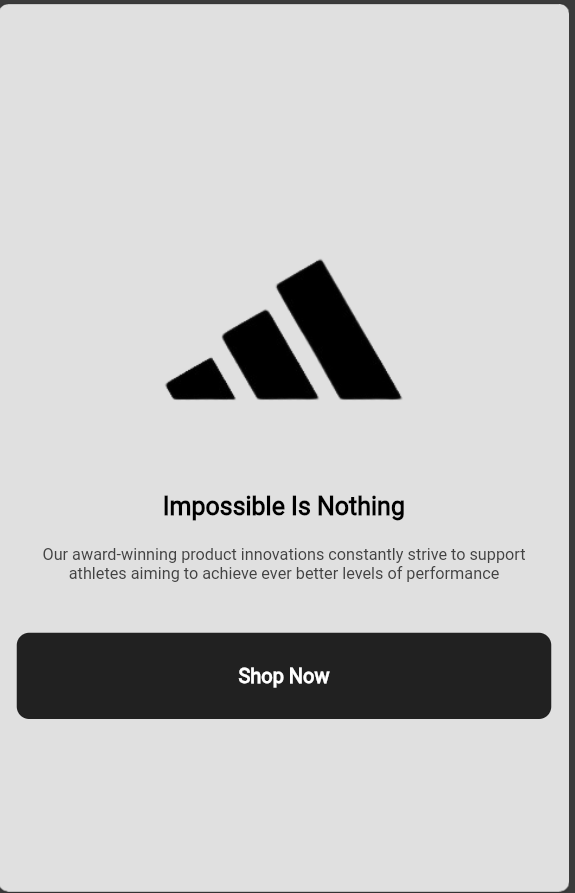 Impossible Is Nothing
Our award-winning product innovations constantly strive to support
athletes aiming to achieve ever better levels of performance
Shop Now